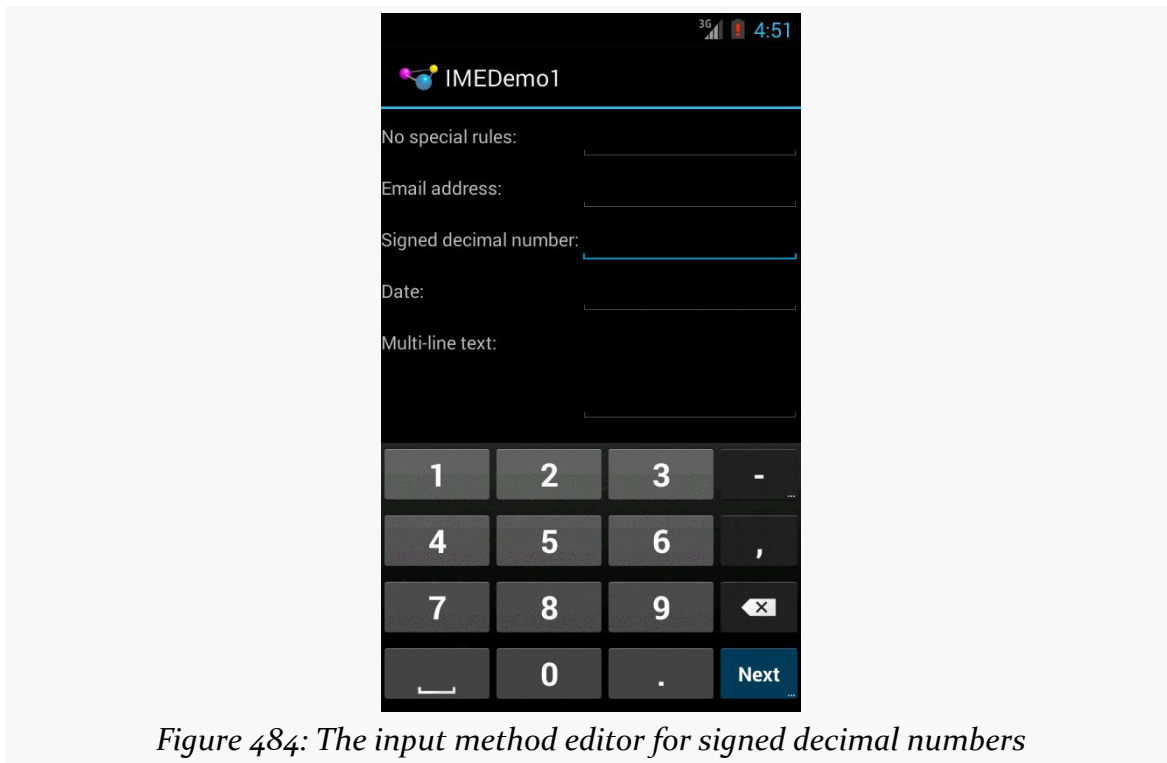 3G 4:51
IMEDemo1
No special rules:
Email address:
Signed decimal number:
Date:
Multi-line text:
1 2 3 -
4 5 6 ,
7 8 9
0 . Next
Figure 484: The input method editor for signed decimal numbers